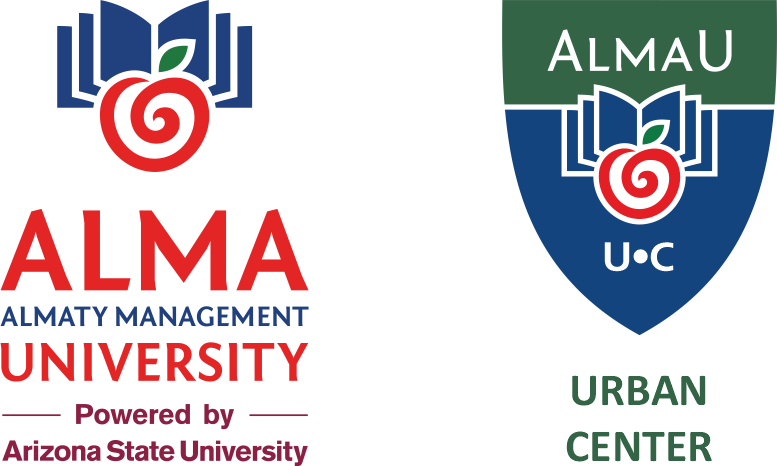 ALMA
ALMATY MANAGEMENT
UNIVERSITY
Powered by
Arizona State University
ALMAU
U•C
URBAN
CENTER